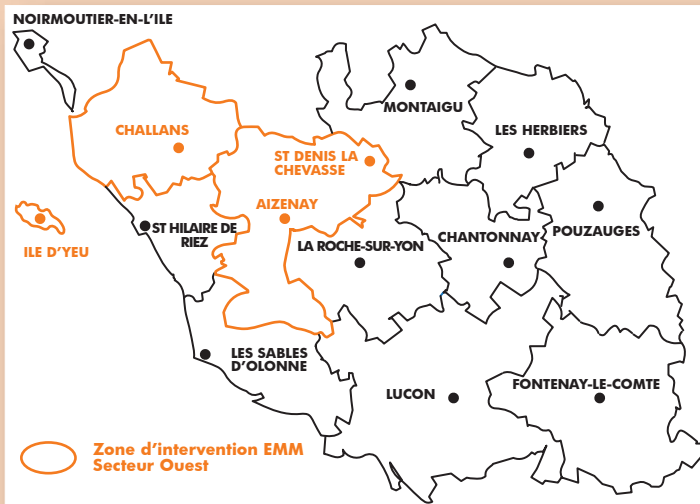 NOIRMOUTIER-EN-L'ILE
MONTAIGU
CHALLANS
LES HERBIERS
ST DENIS LA
CHEVASSE
AIZENAY
ST HILAIRE DE
RIEZ
ILE D'YEU
LA ROCHE-SUR-YON
CHANTONNAY
POUZAUGES
LES SABLES
D'OLONNE
LUCON
FONTENAY-LE-COMTE
Zone d'intervention EMM
Secteur Ouest